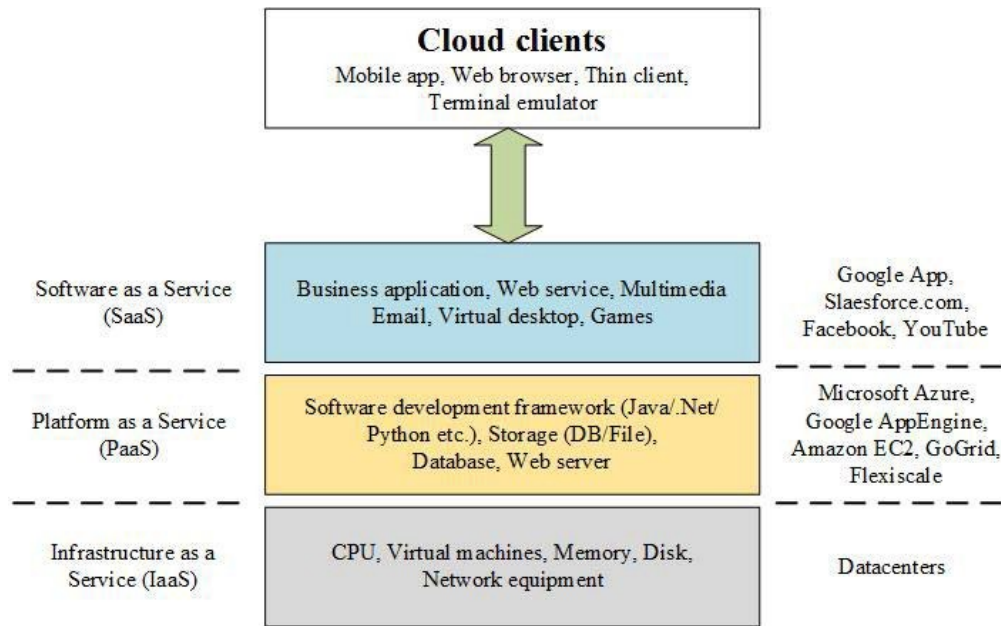 Cloud clients
Mobile app, Web browser, Thin client,
Terminal emulator
Software as a Service
(SaaS)
Business application, Web service, Multimedia
Email, Virtual desktop, Games
Google App,
Slaesforce.com,
Facebook, YouTube
Platform as a Service
(PaaS)
Software development framework (Java/.Net/
Python etc.), Storage (DB/File),
Database, Web server
Microsoft Azure,
Google AppEngine,
Amazon EC2, GoGrid,
Flexiscale
Infrastructure as a
Service (IaaS)
CPU, Virtual machines, Memory, Disk,
Network equipment
Datacenters